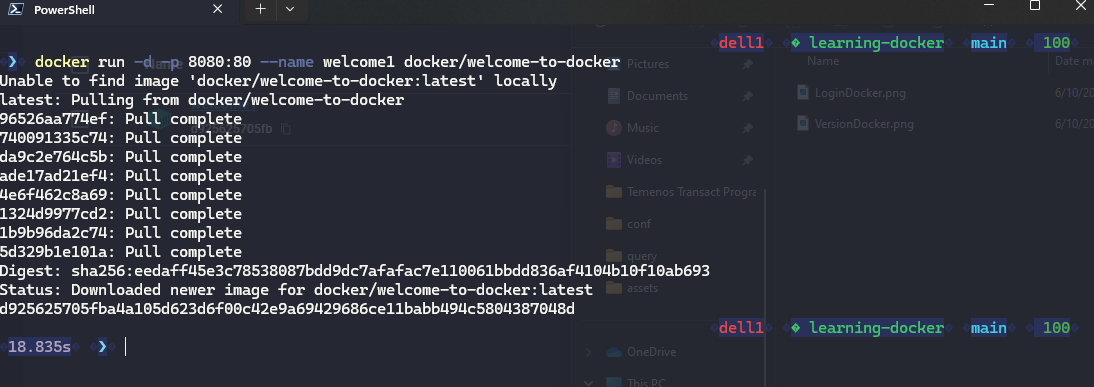 PowerShell
dell1 learning-docker main 100
❯ docker run -d -p 8080:80 --name welcome1 docker/welcome-to-docker
Unable to find image 'docker/welcome-to-docker:latest' locally
latest: Pulling from docker/welcome-to-docker
96526aa774ef: Pull complete
740091335c74: Pull complete
da9c2e764c5b: Pull complete
ade17ad21ef4: Pull complete
4e6f462c8a69: Pull complete
1324d9977cd2: Pull complete
1b9b96da2c74: Pull complete
5d329b1e101a: Pull complete
Digest: sha256:eedaff45e3c78538087bdd9dc7afafac7e110061bbdd836af4104b10f10ab693
Status: Downloaded newer image for docker/welcome-to-docker:latest
d925625705fba4a105d623d6f00c42e9a69429686ce11babb494c5804387048d
dell1 learning-docker main 100
18.835s ❯
Name
d925625705fb
Pictures
Documents
Music
Videos
Temenos Transact Progra
conf
query
assets
OneDrive
This PC
Name Date m
LoginDocker.png 6/10/20
VersionDocker.png 6/10/20